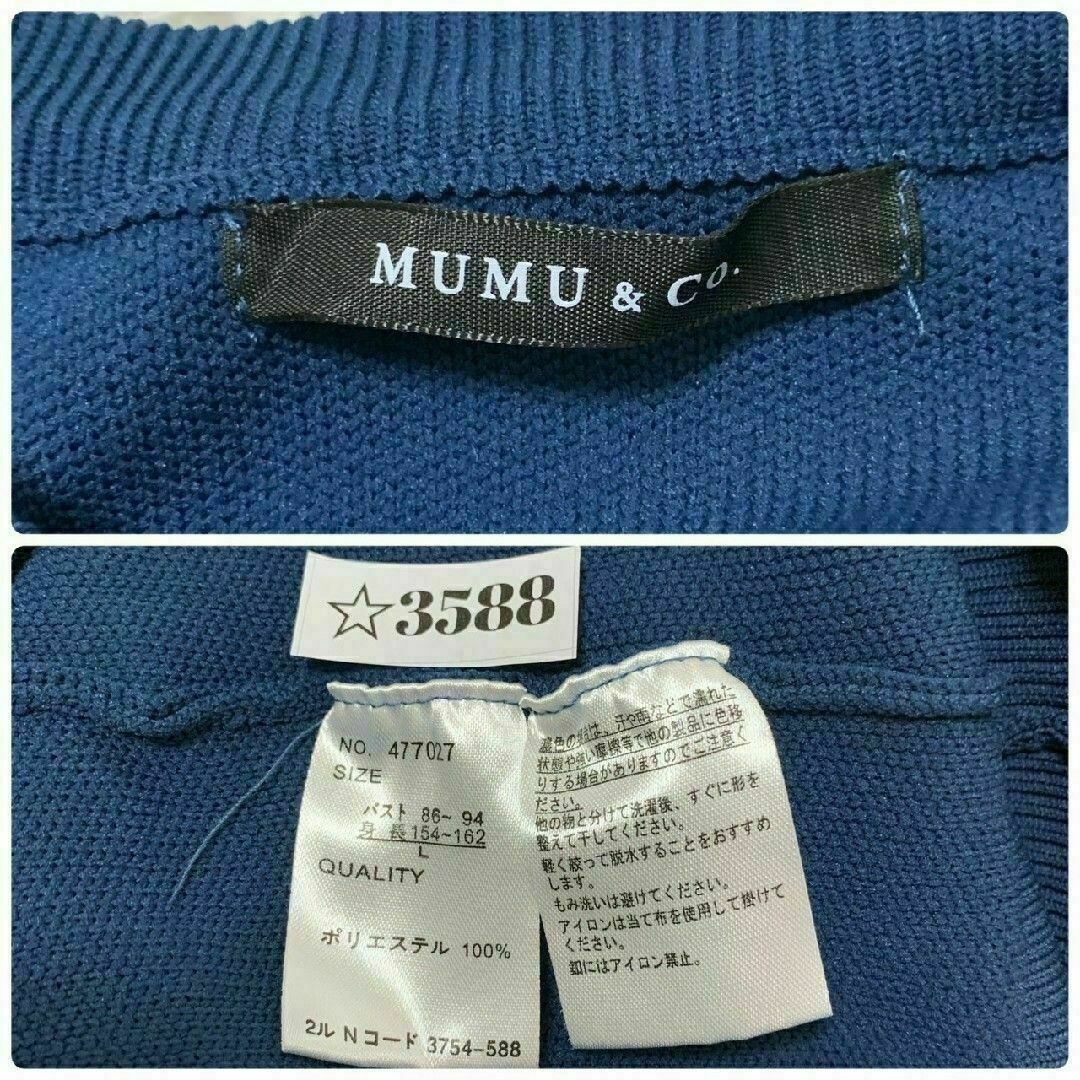 MUMU & Co.
☆3588
NO. 477027
SIZE
バスト 86~94
身長 154~162
L
QUALITY
ポリエステル 100%
2ル Nコード 3754-588
濃色の場合は、汗や雨などで濡れた
状態や強い摩擦等で他の製品に色移
りする場合がありますのでご注意く
ださい。
他の物と分けて洗濯後、すぐに形を
整えて干してください。
軽く絞って脱水することをおすすめ
します。
もみ洗いは避けてください。
アイロンは当て布を使用して掛けて
ください。
釦にはアイロン禁止。